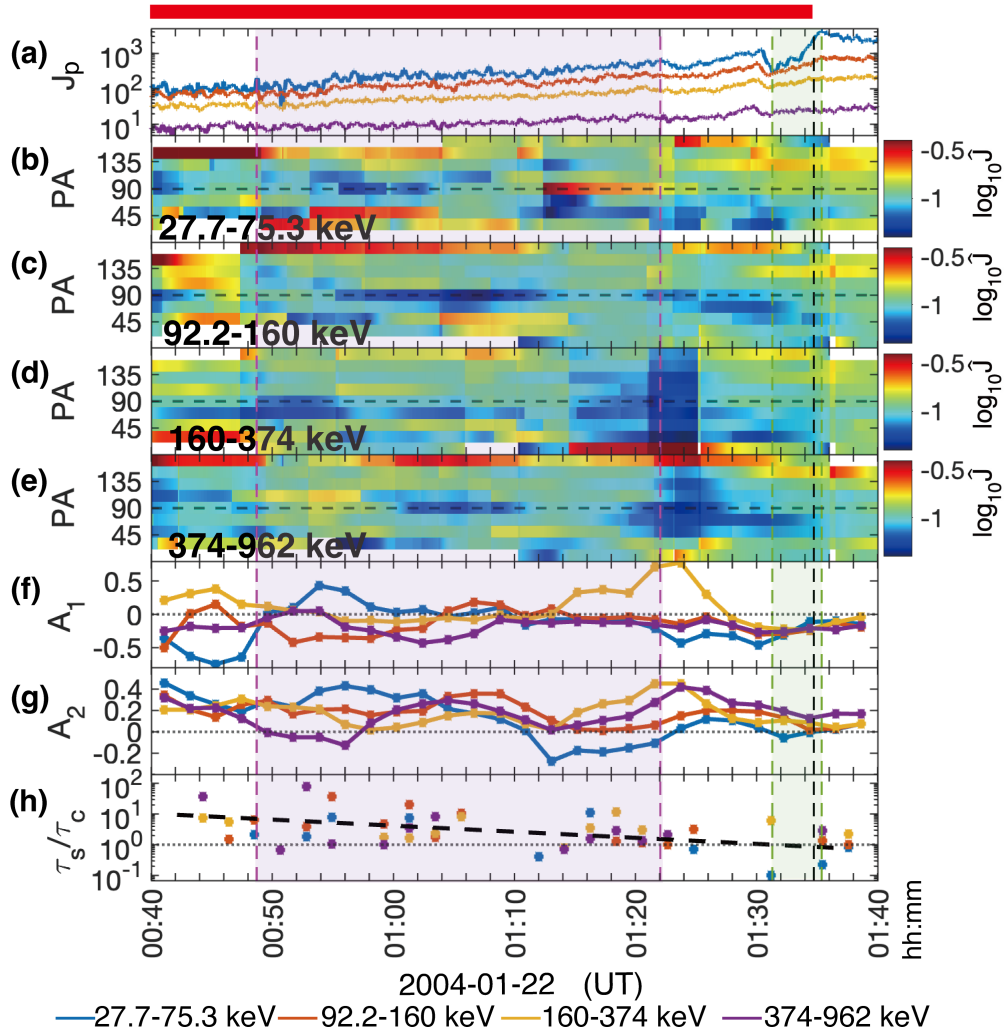 (a)
J_p
10^3
10^2
10^1
(b)
PA
135
90
45
27.7-75.3 keV
-0.5
-1
log_10 Ĵ
(c)
PA
135
90
45
92.2-160 keV
-0.5
-1
log_10 Ĵ
(d)
PA
135
90
45
160-374 keV
-0.5
-1
log_10 Ĵ
(e)
PA
135
90
45
374-962 keV
-0.5
-1
log_10 Ĵ
(f)
A_1
0.5
0
-0.5
(g)
A_2
0.4
0.2
0
-0.2
(h)
τ_s/τ_c
10^2
10^1
10^0
10^-1
00:40
00:50
01:00
01:10
01:20
01:30
01:40
hh:mm
2004-01-22 (UT)
27.7-75.3 keV
92.2-160 keV
160-374 keV
374-962 keV